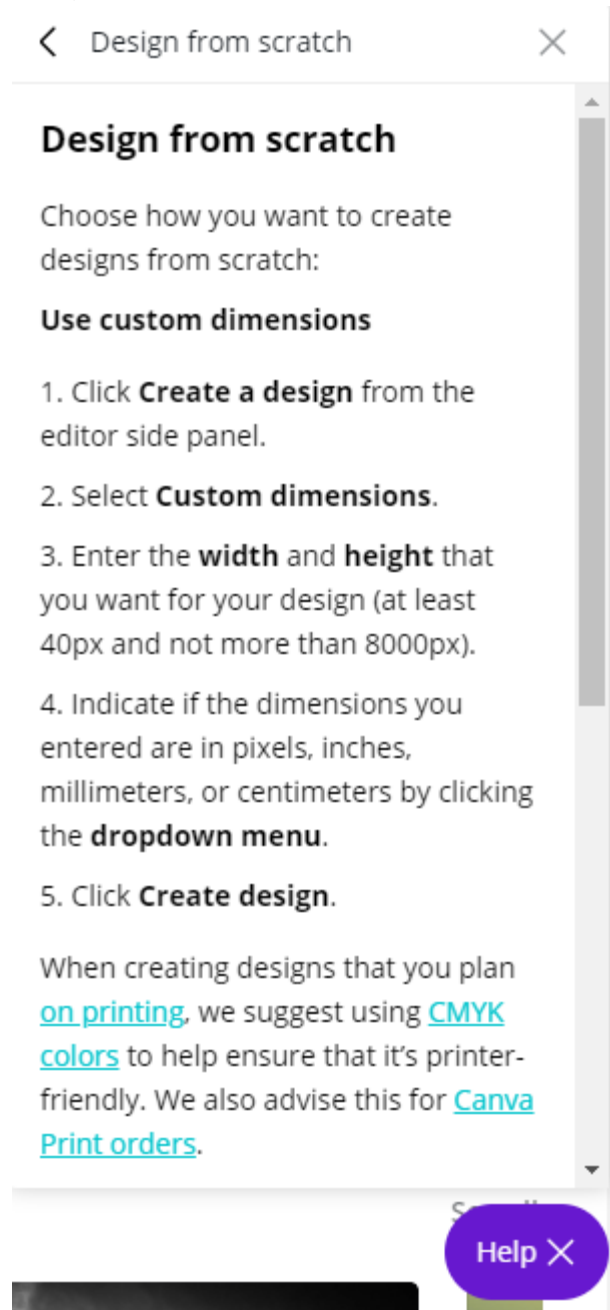 Design from scratch
Design from scratch
Choose how you want to create
designs from scratch:
Use custom dimensions
1. Click Create a design from the
editor side panel.
2. Select Custom dimensions.
3. Enter the width and height that
you want for your design (at least
40px and not more than 8000px).
4. Indicate if the dimensions you
entered are in pixels, inches,
millimeters, or centimeters by clicking
the dropdown menu.
5. Click Create design.
When creating designs that you plan
on printing, we suggest using CMYK
colors to help ensure that it’s printer-
friendly. We also advise this for Canva
Print orders.
Help